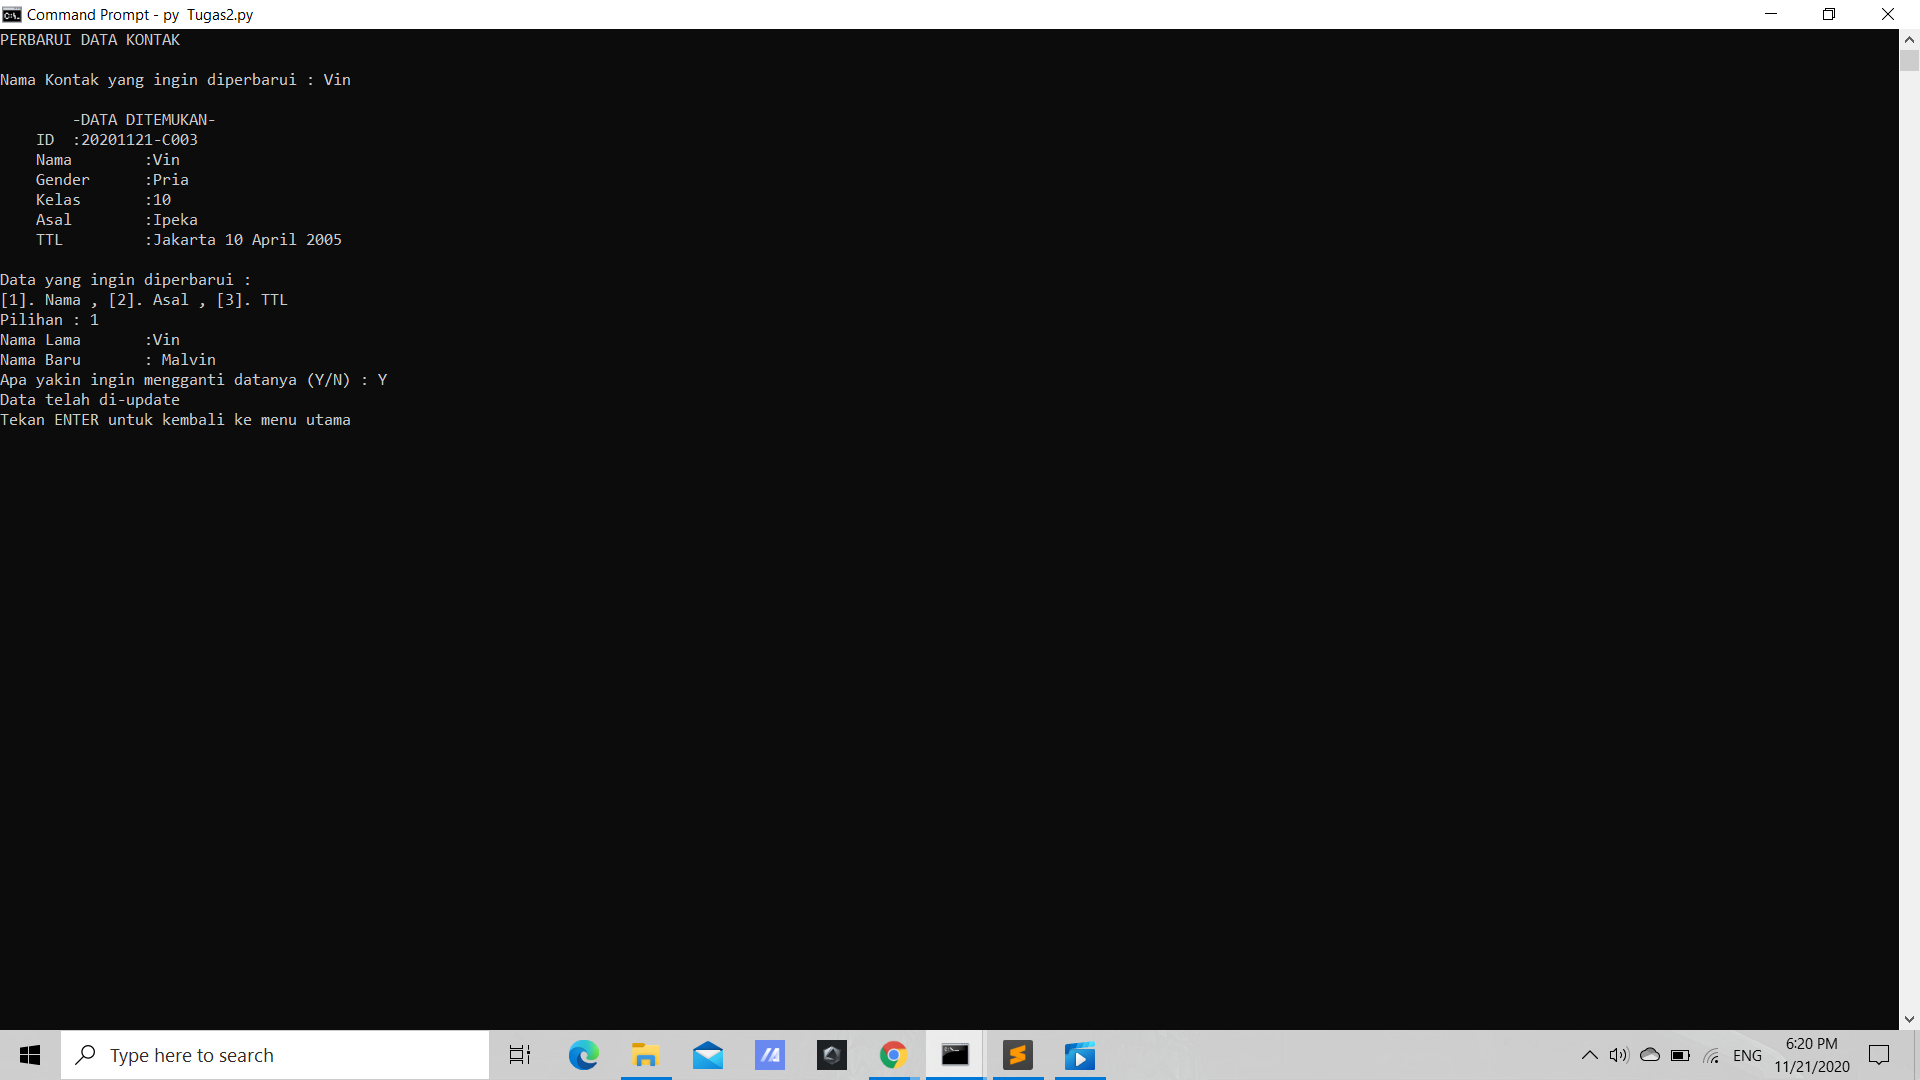 Command Prompt - py  Tugas2.py
PERBARUI DATA KONTAK
Nama Kontak yang ingin diperbarui : Vin
-DATA DITEMUKAN-
ID  :20201121-C003
Nama        :Vin
Gender      :Pria
Kelas       :10
Asal        :Ipeka
TTL         :Jakarta 10 April 2005
Data yang ingin diperbarui :
[1]. Nama , [2]. Asal , [3]. TTL
Pilihan : 1
Nama Lama       :Vin
Nama Baru       : Malvin
Apa yakin ingin mengganti datanya (Y/N) : Y
Data telah di-update
Tekan ENTER untuk kembali ke menu utama
Type here to search
ENG
6:20 PM
11/21/2020